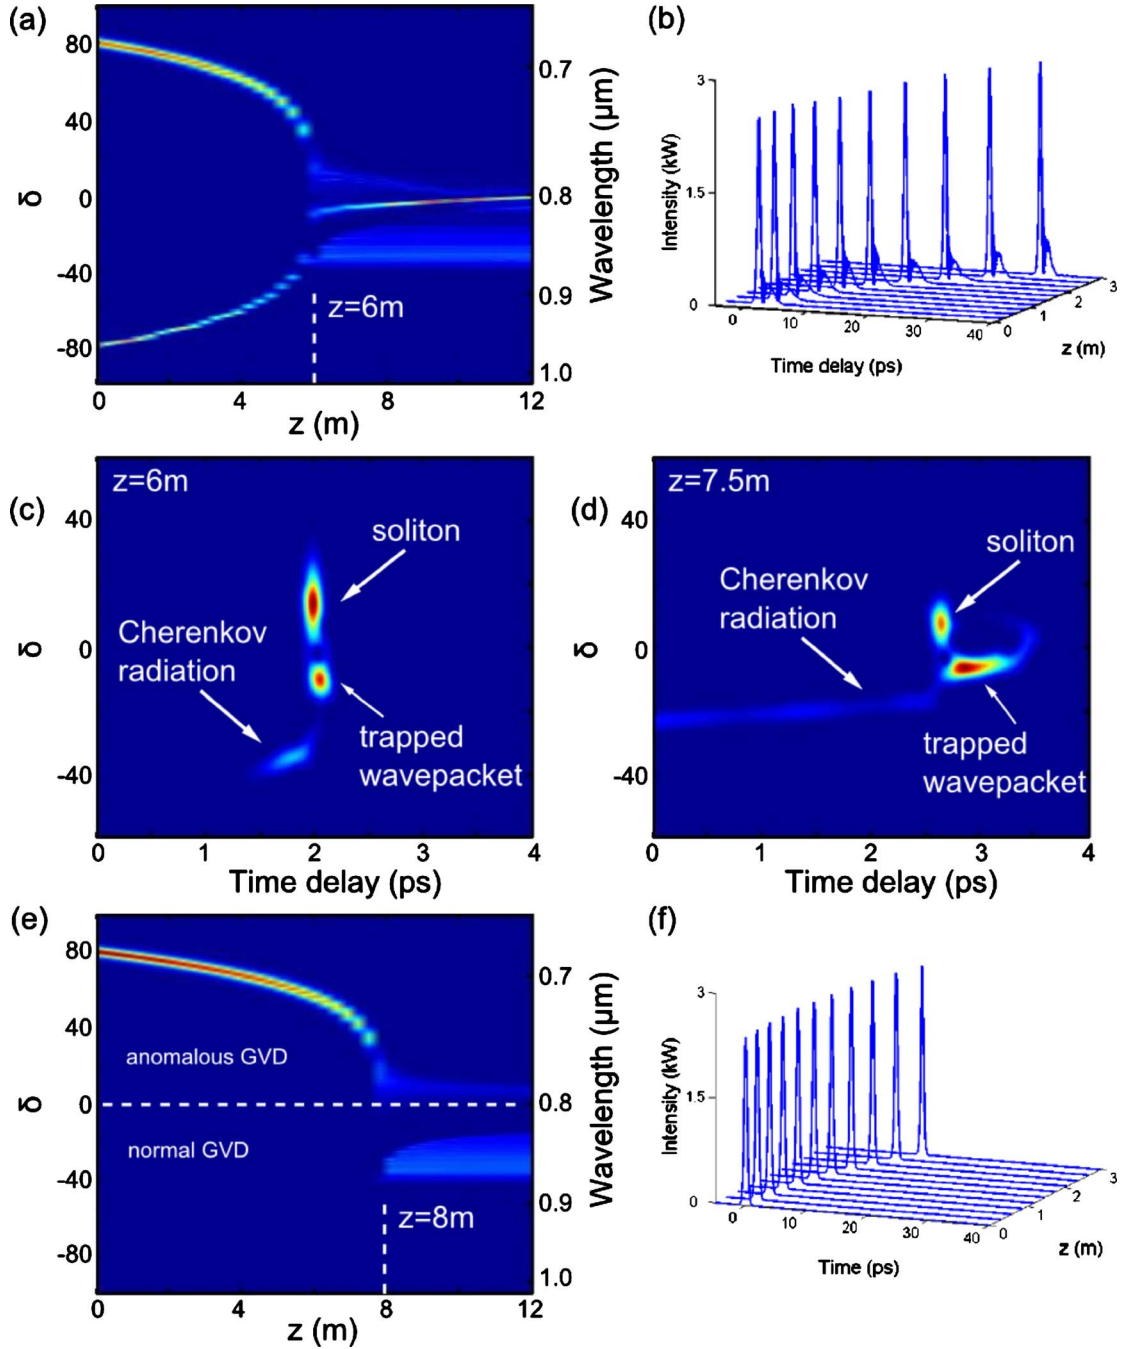 (a)
80
40
0
-40
-80
δ
0
4
8
12
z (m)
0.7
0.8
0.9
1.0
Wavelength (μm)
z=6m
(b)
3
1.5
0
Intensity (kW)
0
10
20
30
40
Time delay (ps)
0
1
2
3
z (m)
(c)
z=6m
40
0
-40
δ
soliton
Cherenkov
radiation
trapped
wavepacket
0
1
2
3
4
Time delay (ps)
(d)
z=7.5m
40
0
-40
δ
soliton
Cherenkov
radiation
trapped
wavepacket
0
1
2
3
4
Time delay (ps)
(e)
80
40
0
-40
-80
δ
anomalous GVD
normal GVD
z=8m
0
4
8
12
z (m)
0.7
0.8
0.9
1.0
Wavelength (μm)
(f)
3
1.5
0
Intensity (kW)
0
10
20
30
40
Time (ps)
0
1
2
3
z (m)